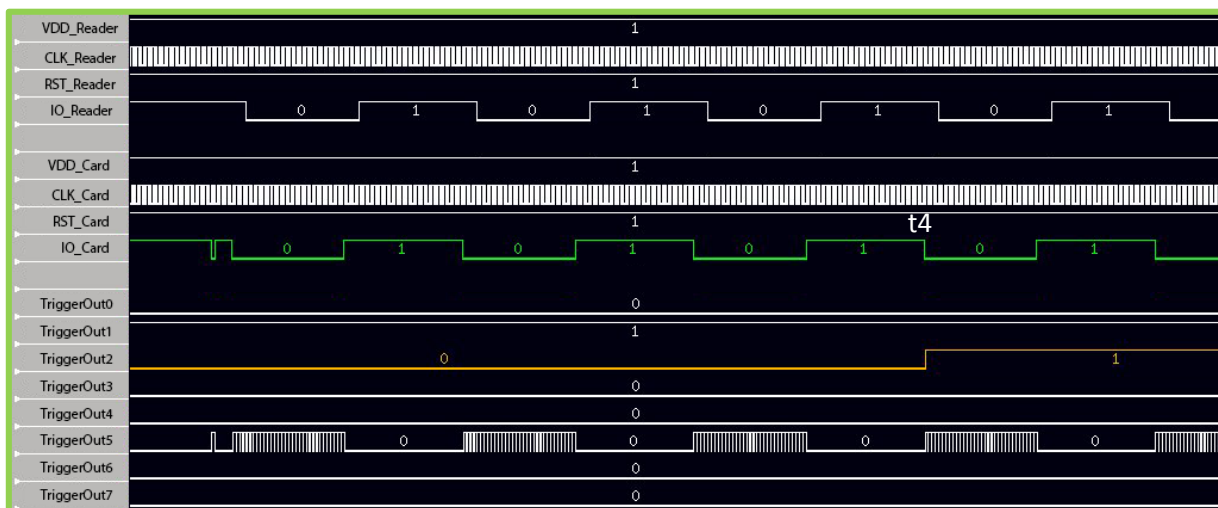 VDD_Reader 1
CLK_Reader
RST_Reader 1
IO_Reader 0 1 0 1 0 1 0 1
VDD_Card 1
CLK_Card
RST_Card 1 t4
IO_Card 0 1 0 1 0 1 0 1
TriggerOut0 0
TriggerOut1 1
TriggerOut2 0 1
TriggerOut3 0
TriggerOut4 0
TriggerOut5 0 0 0 0
TriggerOut6 0
TriggerOut7 0